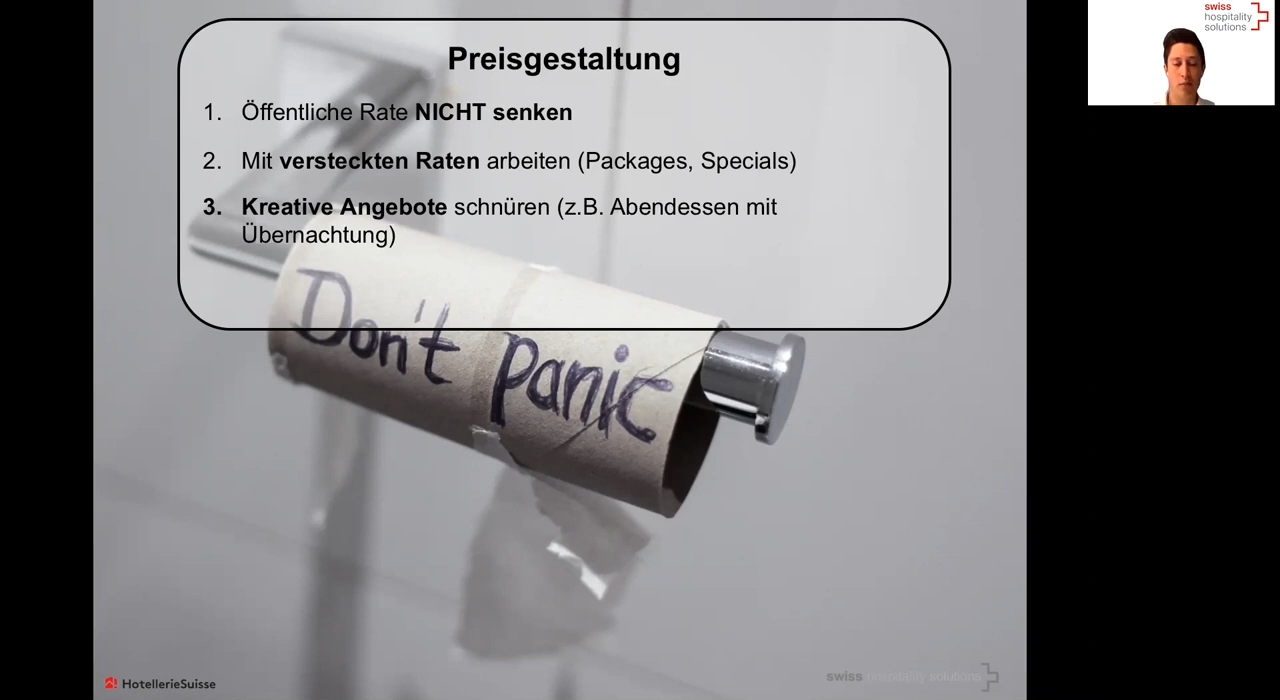 Preisgestaltung
1. Öffentliche Rate NICHT senken
2. Mit versteckten Raten arbeiten (Packages, Specials)
3. Kreative Angebote schnüren (z.B. Abendessen mit
Übernachtung)
Don't panic
HotellerieSuisse
swiss hospitality solutions
swiss
hospitality
solutions